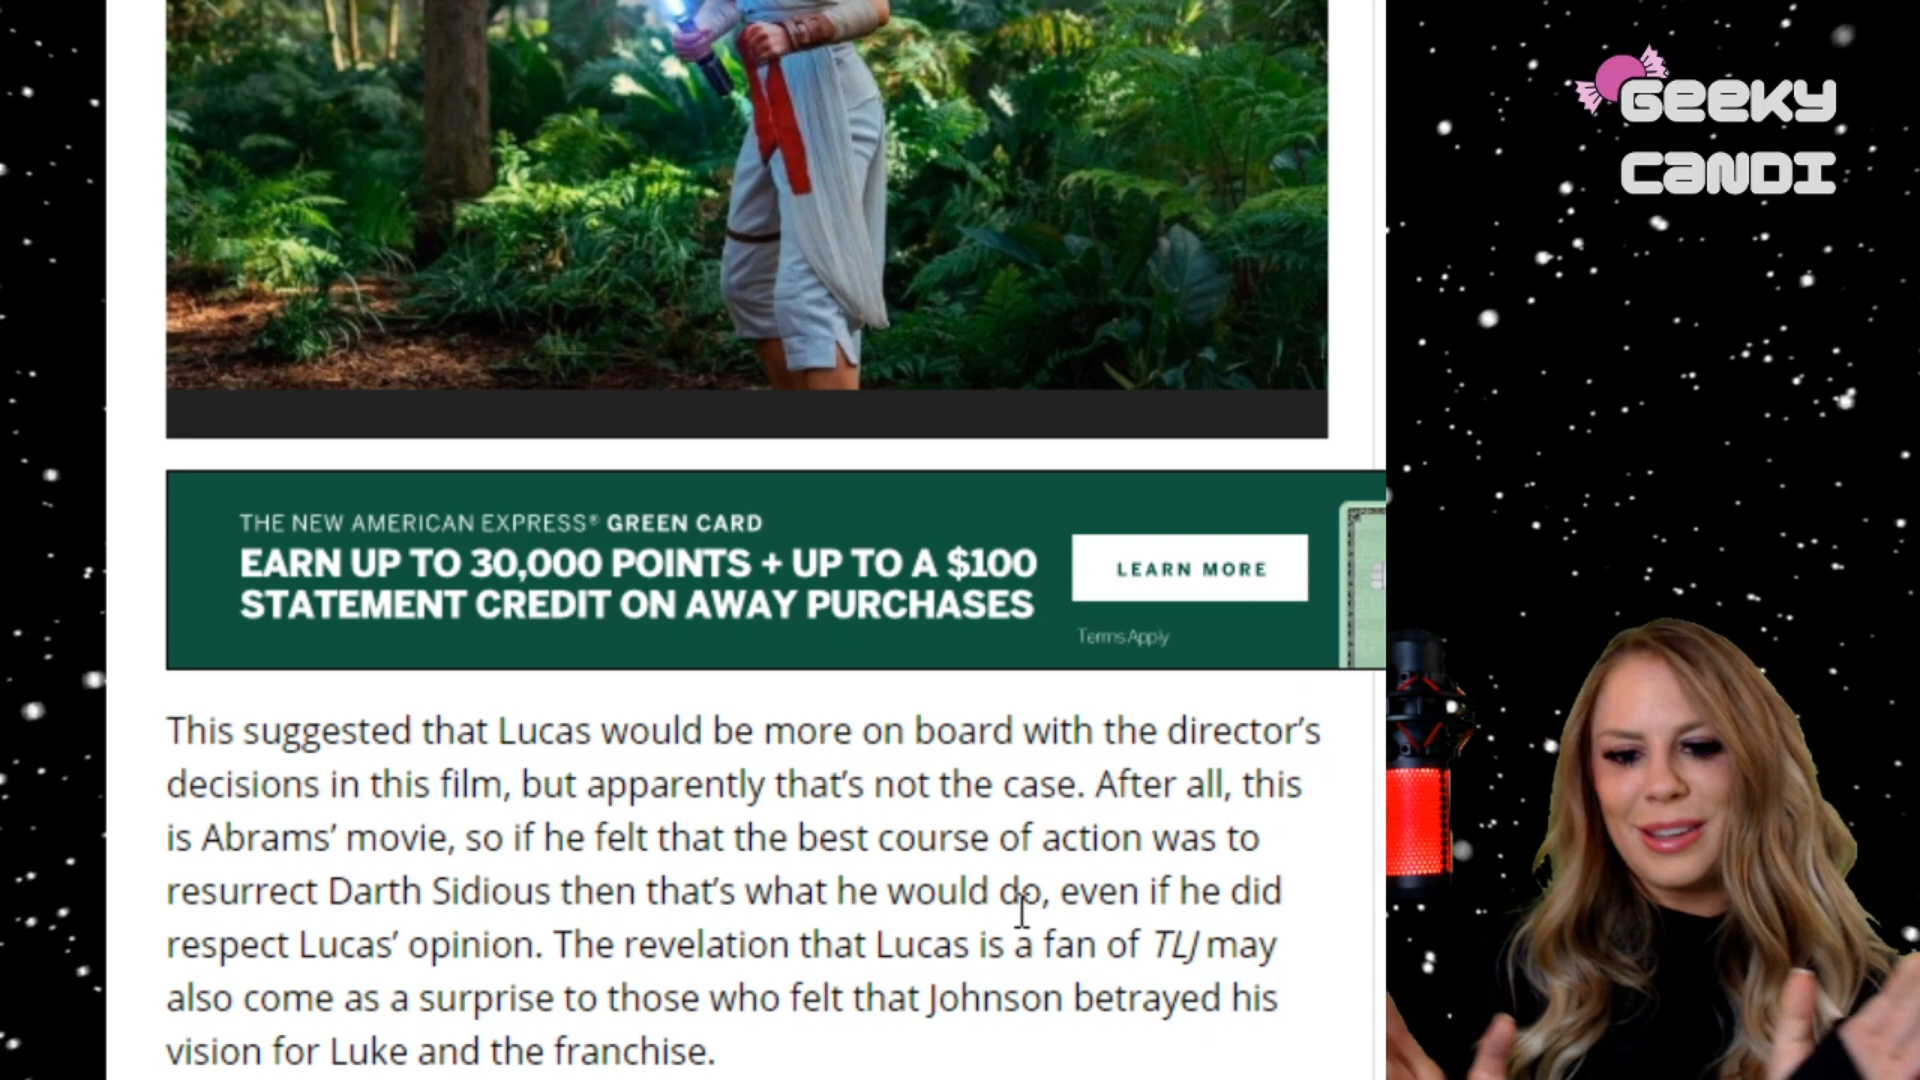 GEEKY
CANDI
THE NEW AMERICAN EXPRESS® GREEN CARD
EARN UP TO 30,000 POINTS + UP TO A $100
STATEMENT CREDIT ON AWAY PURCHASES
LEARN MORE
Terms Apply
This suggested that Lucas would be more on board with the director’s
decisions in this film, but apparently that’s not the case. After all, this
is Abrams’ movie, so if he felt that the best course of action was to
resurrect Darth Sidious then that’s what he would do, even if he did
respect Lucas’ opinion. The revelation that Lucas is a fan of TLJ may
also come as a surprise to those who felt that Johnson betrayed his
vision for Luke and the franchise.